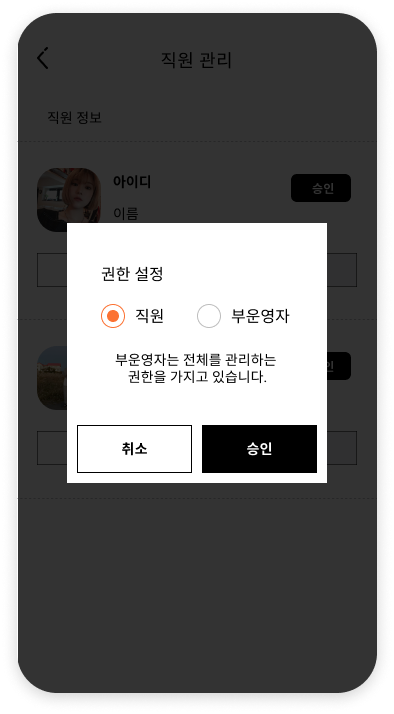 직원 관리
직원 정보
아이디
승인
이름
권한 설정
직원
부운영자
부운영자는 전체를 관리하는
권한을 가지고 있습니다.
취소
승인